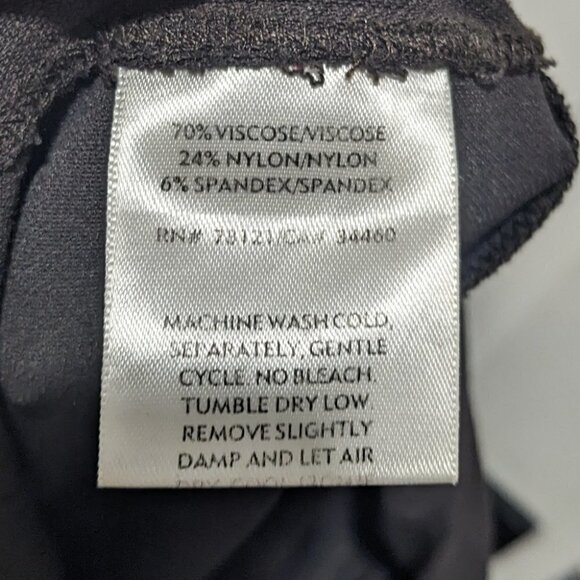 70% VISCOSE/VISCOSE
24% NYLON/NYLON
6% SPANDEX/SPANDEX
RN# 73121/CA# 34460
MACHINE WASH COLD,
SEPARATELY, GENTLE
CYCLE. NO BLEACH.
TUMBLE DRY LOW
REMOVE SLIGHTLY
DAMP AND LET AIR